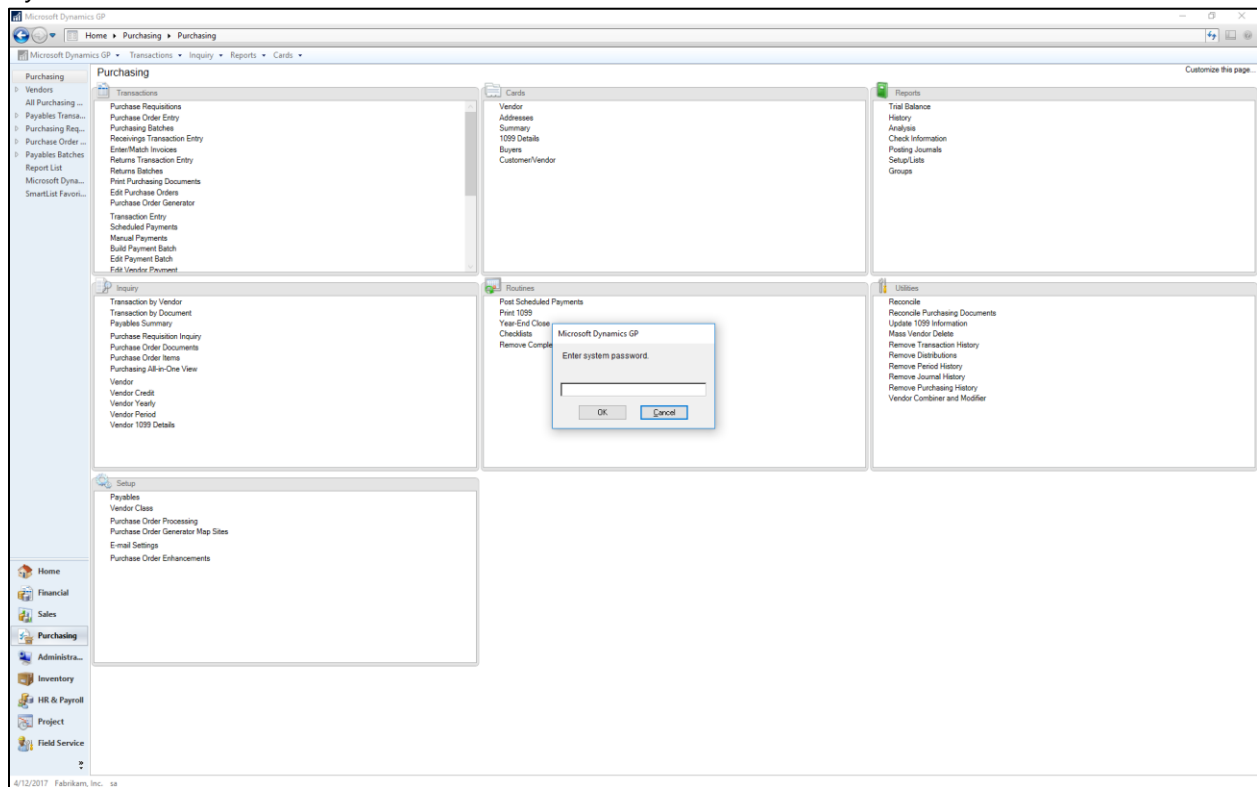 Microsoft Dynamics GP
Home Purchasing Purchasing
Microsoft Dynamics GP Transactions Inquiry Reports Cards
Purchasing
Vendors
All Purchasing ...
Payables Transa...
Purchasing Req...
Purchase Order ...
Payables Batches
Report List
Microsoft Dyna...
SmartList Favori...
Purchasing
Customize this page...
Transactions
Purchase Requisitions
Purchase Order Entry
Purchasing Batches
Receivings Transaction Entry
Enter/Match Invoices
Returns Transaction Entry
Returns Batches
Print Purchasing Documents
Edit Purchase Orders
Purchase Order Generator
Transaction Entry
Scheduled Payments
Manual Payments
Build Payment Batch
Edit Payment Batch
Edit Vendor Payment
Cards
Vendor
Addresses
Summary
1099 Details
Buyers
Customer/Vendor
Reports
Trial Balance
History
Analysis
Check Information
Posting Journals
Setup/Lists
Groups
Inquiry
Transaction by Vendor
Transaction by Document
Payables Summary
Purchase Requisition Inquiry
Purchase Order Documents
Purchase Order Items
Purchasing All-in-One View
Vendor
Vendor Credit
Vendor Yearly
Vendor Period
Vendor 1099 Details
Routines
Post Scheduled Payments
Print 1099
Year-End Close
Checklists
Remove Comple
Microsoft Dynamics GP
Enter system password.
OK Cancel
Utilities
Reconcile
Reconcile Purchasing Documents
Update 1099 Information
Mass Vendor Delete
Remove Transaction History
Remove Distributions
Remove Period History
Remove Journal History
Remove Purchasing History
Vendor Combiner and Modifier
Setup
Payables
Vendor Class
Purchase Order Processing
Purchase Order Generator Map Sites
E-mail Settings
Purchase Order Enhancements
Home
Financial
Sales
Purchasing
Administra...
Inventory
HR & Payroll
Project
Field Service
4/12/2017 Fabrikam, Inc. sa